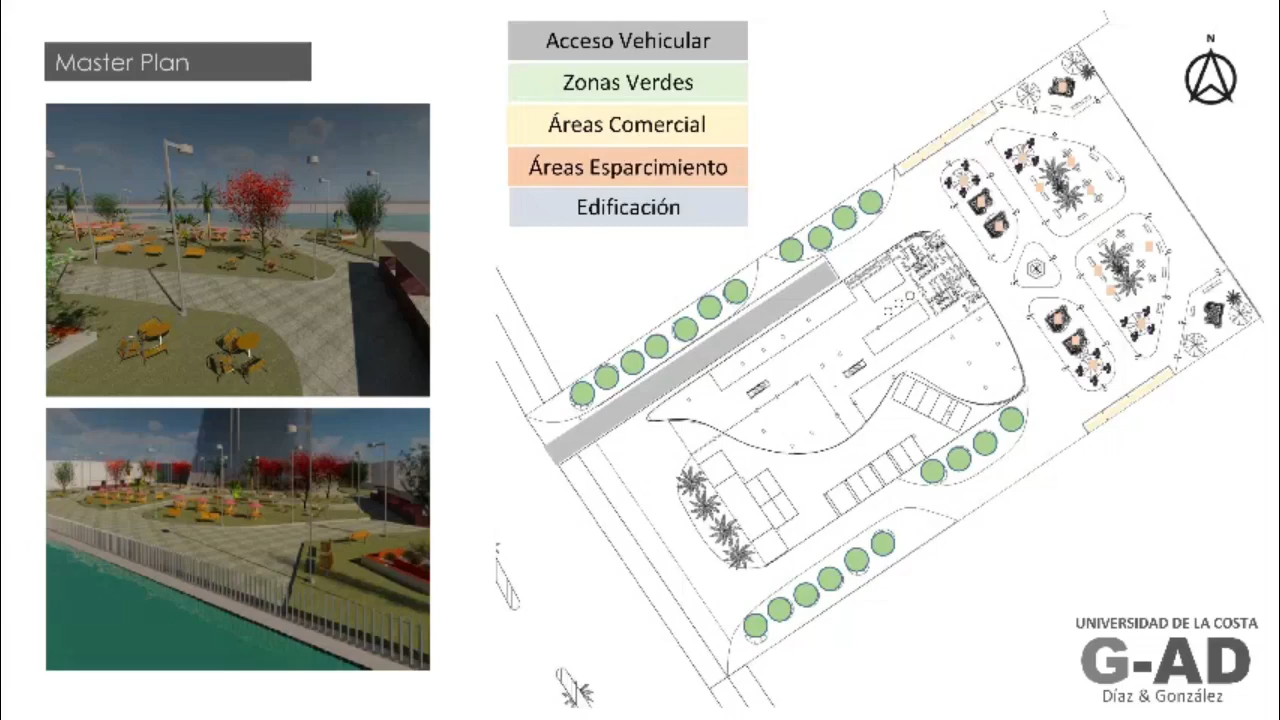 Master Plan
Acceso Vehicular
Zonas Verdes
Áreas Comercial
Áreas Esparcimiento
Edificación
N
UNIVERSIDAD DE LA COSTA
G-AD
Díaz & González